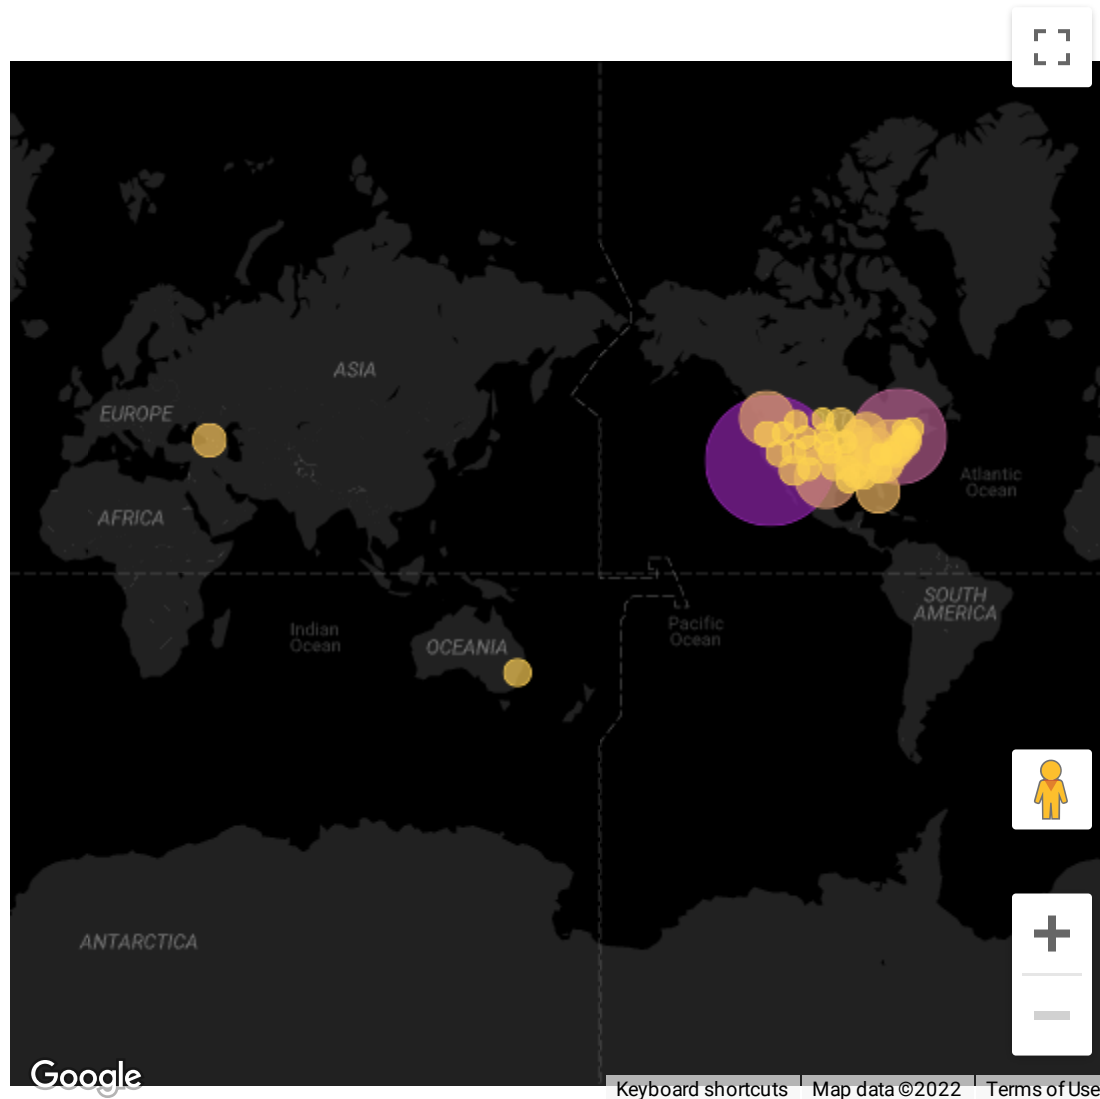 ASIA
EUROPE
Atlantic
Ocean
AFRICA
SOUTH
AMERICA
Indian
Ocean
OCEANIA
Pacific
Ocean
ANTARCTICA
Google
Keyboard shortcuts
Map data ©2022
Terms of Use